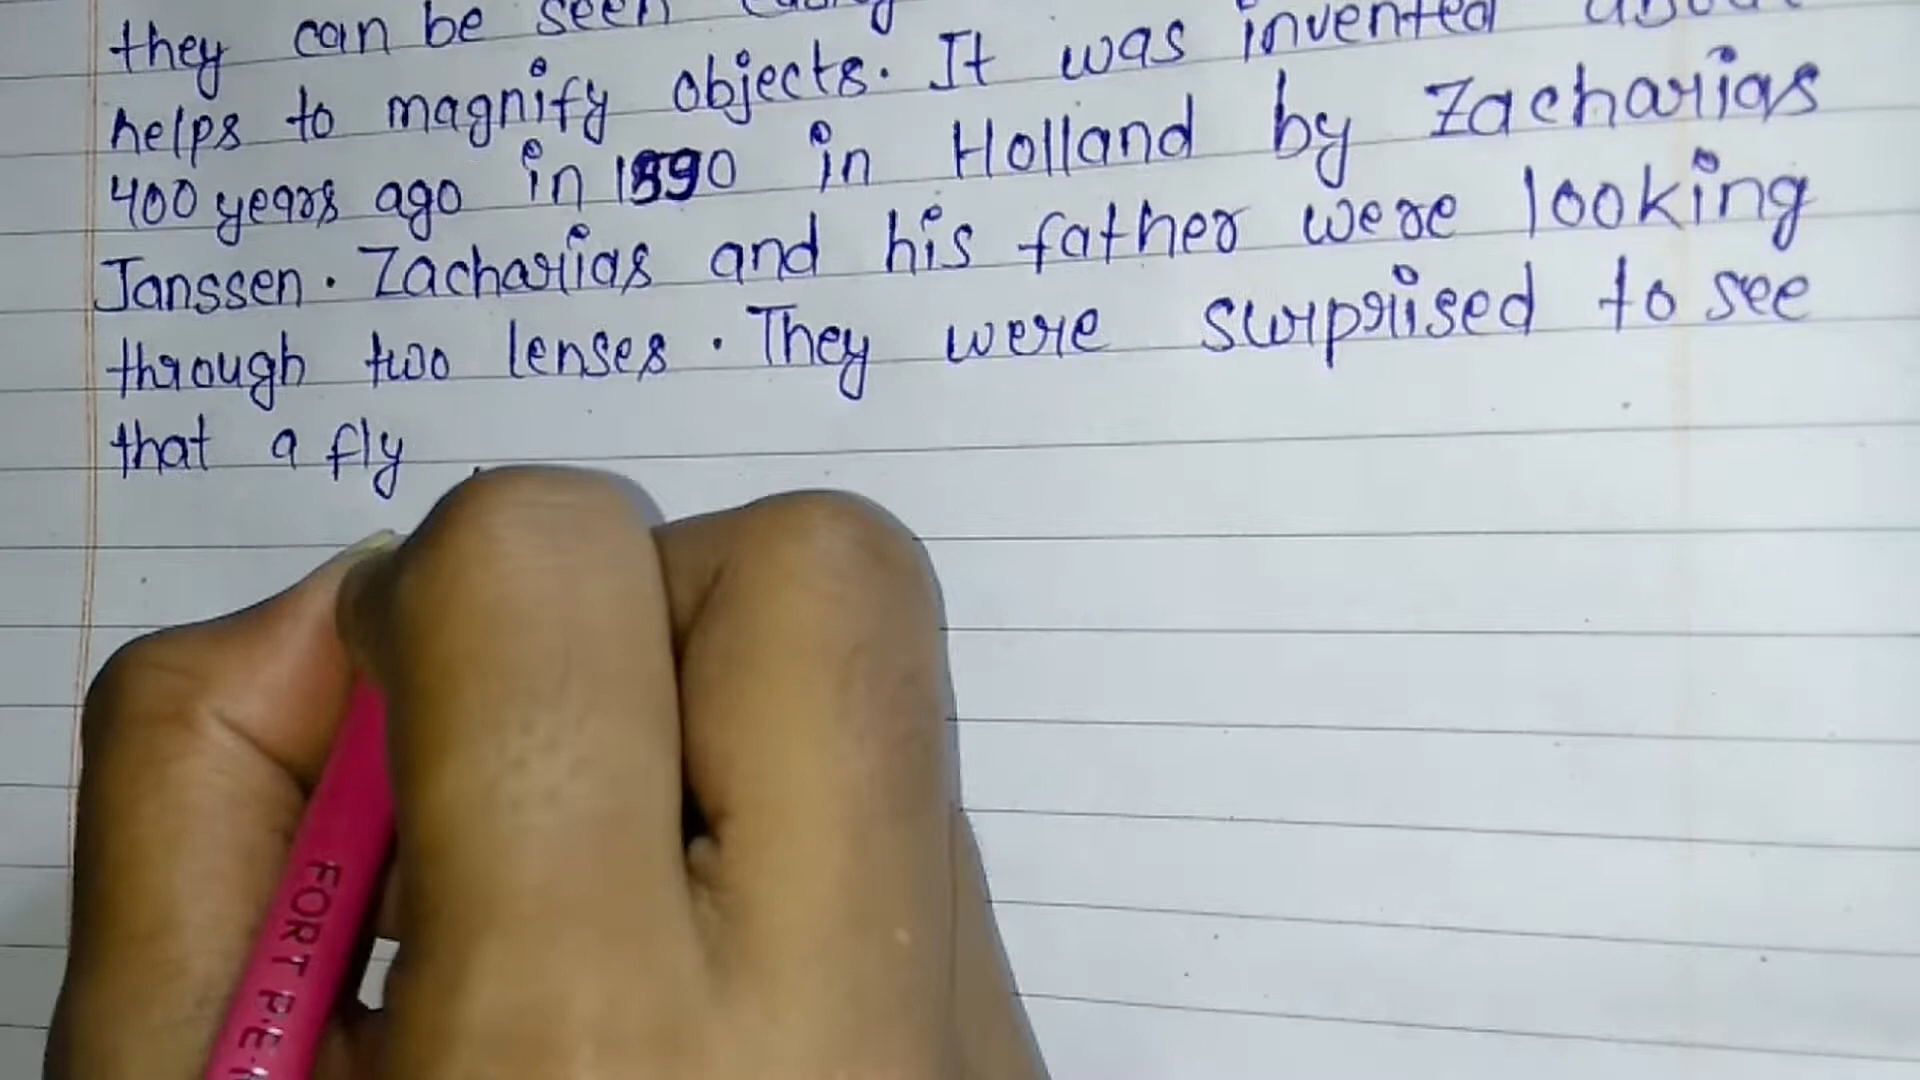 they can be seen
helps to magnify objects. It was invented about
400 years ago in 1590 in Holland by Zacharias
Janssen. Zacharias and his father were looking
through two lenses. They were surprised to see
that a fly
FORT P.E.